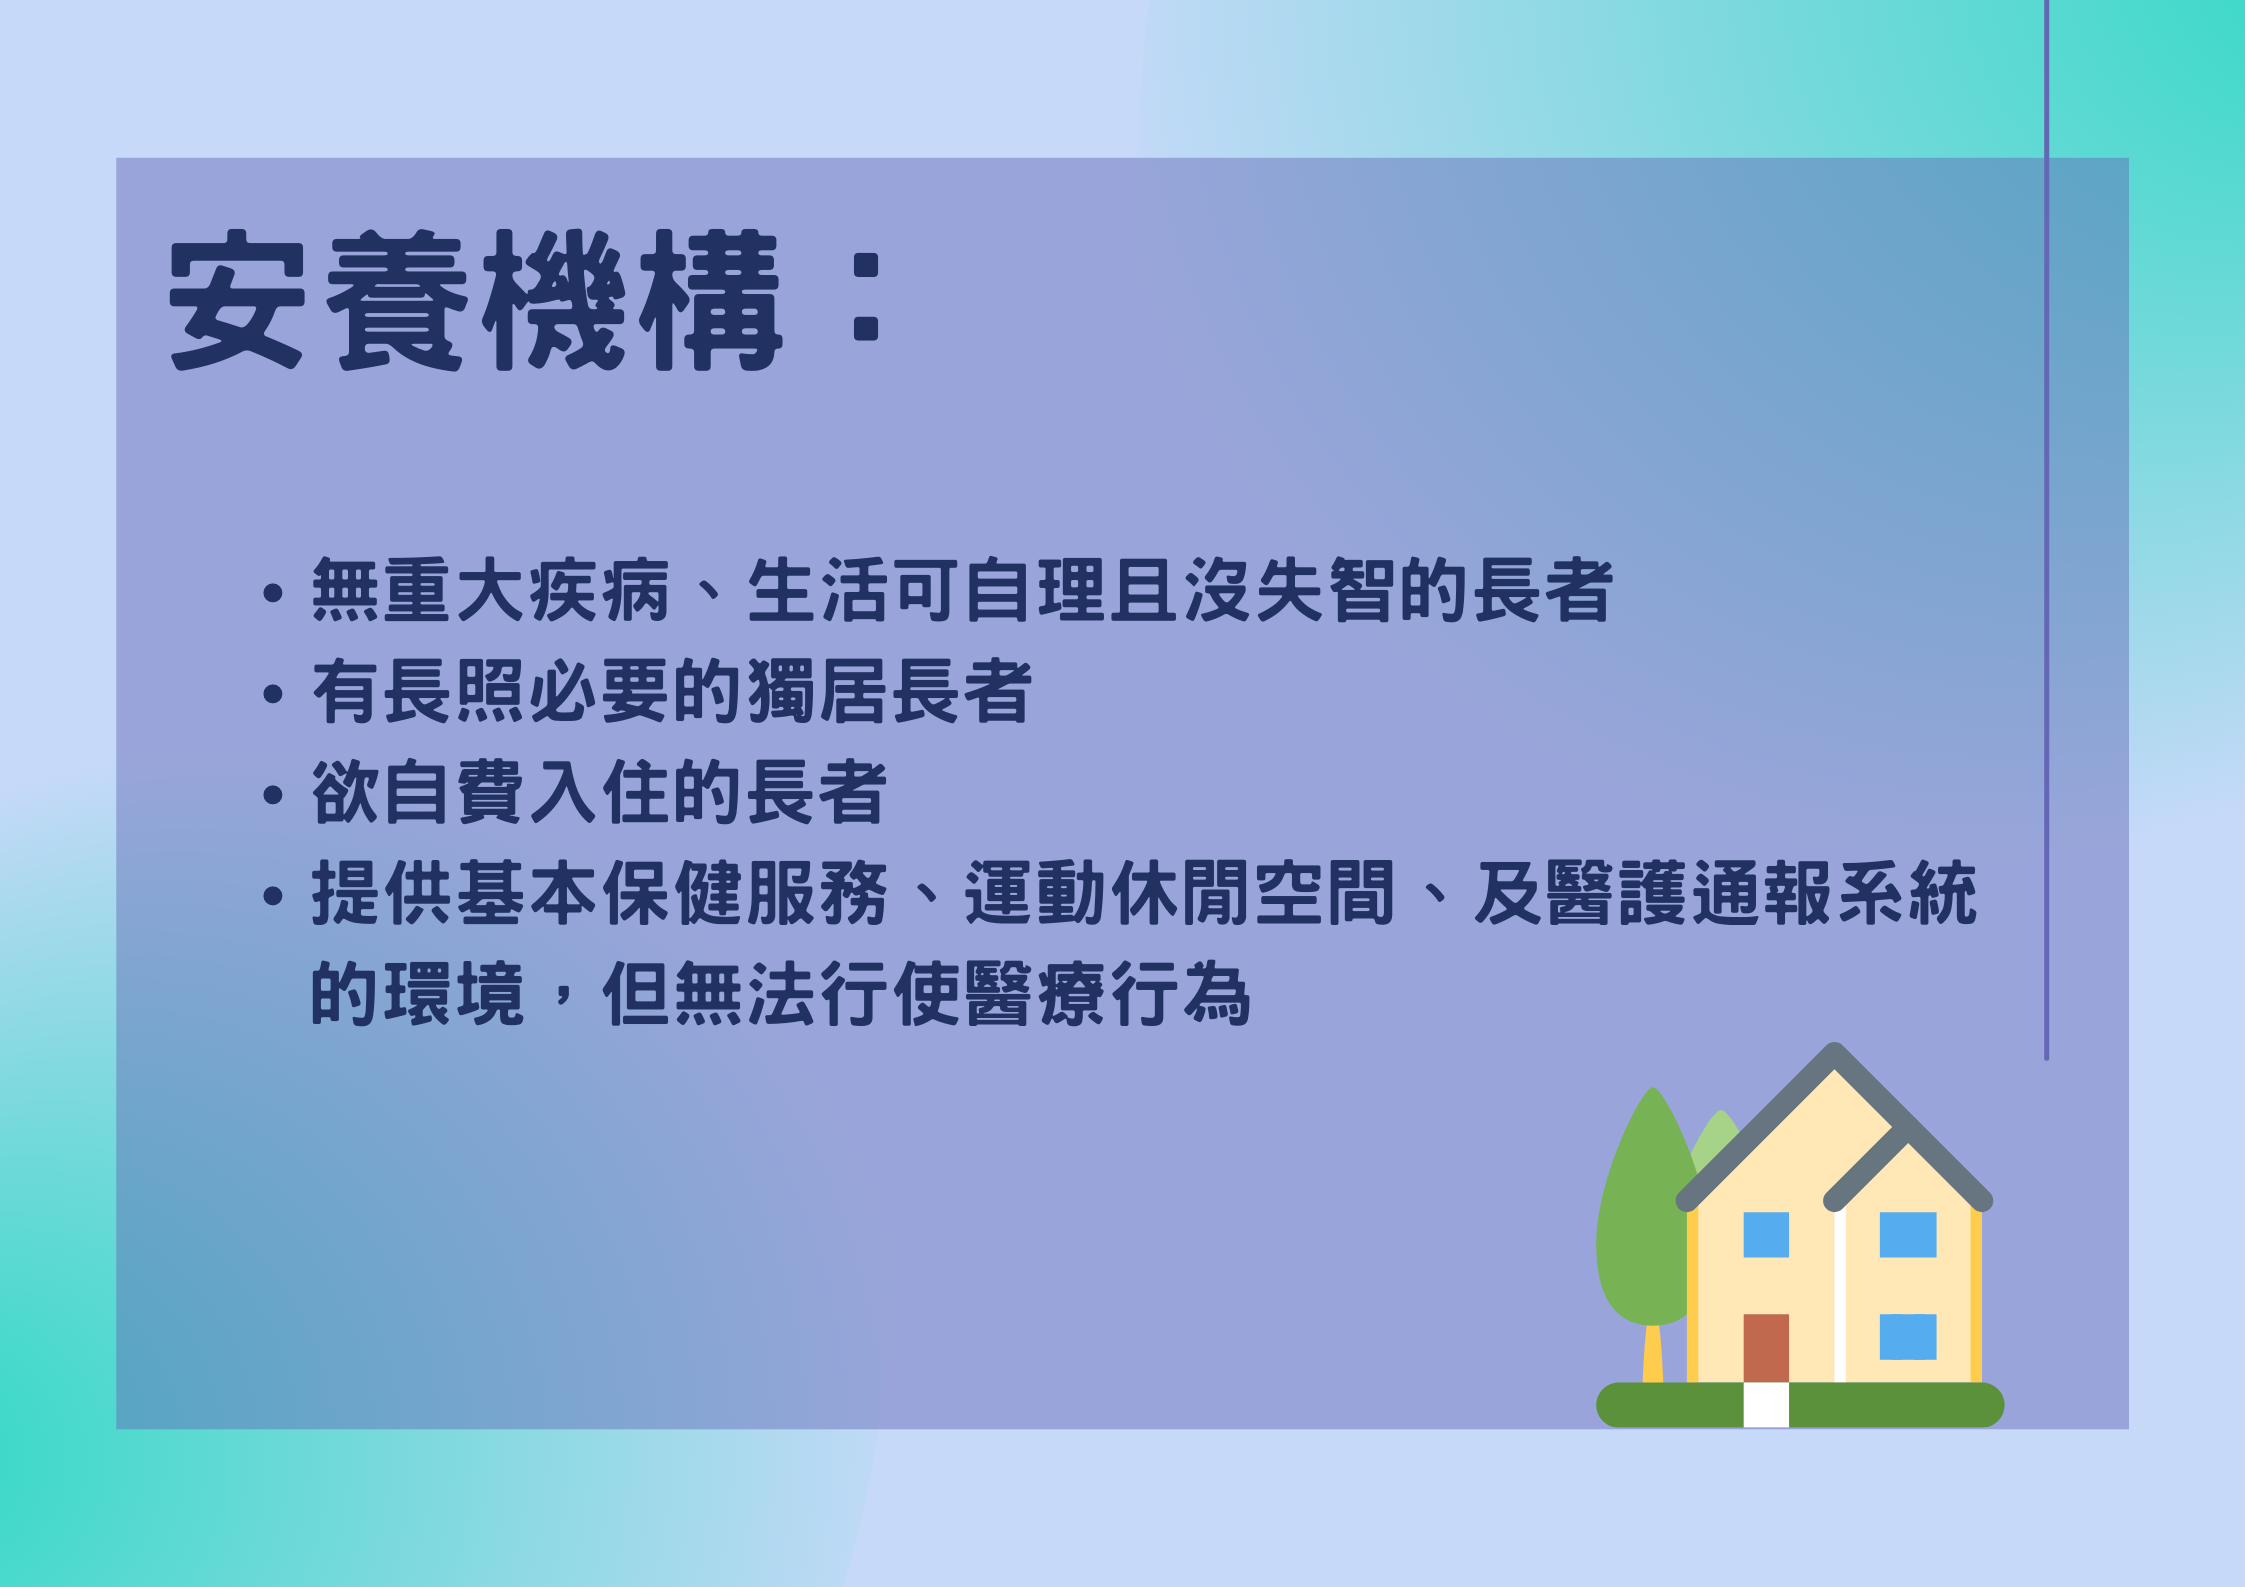 安養機構：
• 無重大疾病、生活可自理且沒失智的長者
• 有長照必要的獨居長者
• 欲自費入住的長者
• 提供基本保健服務、運動休閒空間、及醫護通報系統
的環境，但無法行使醫療行為